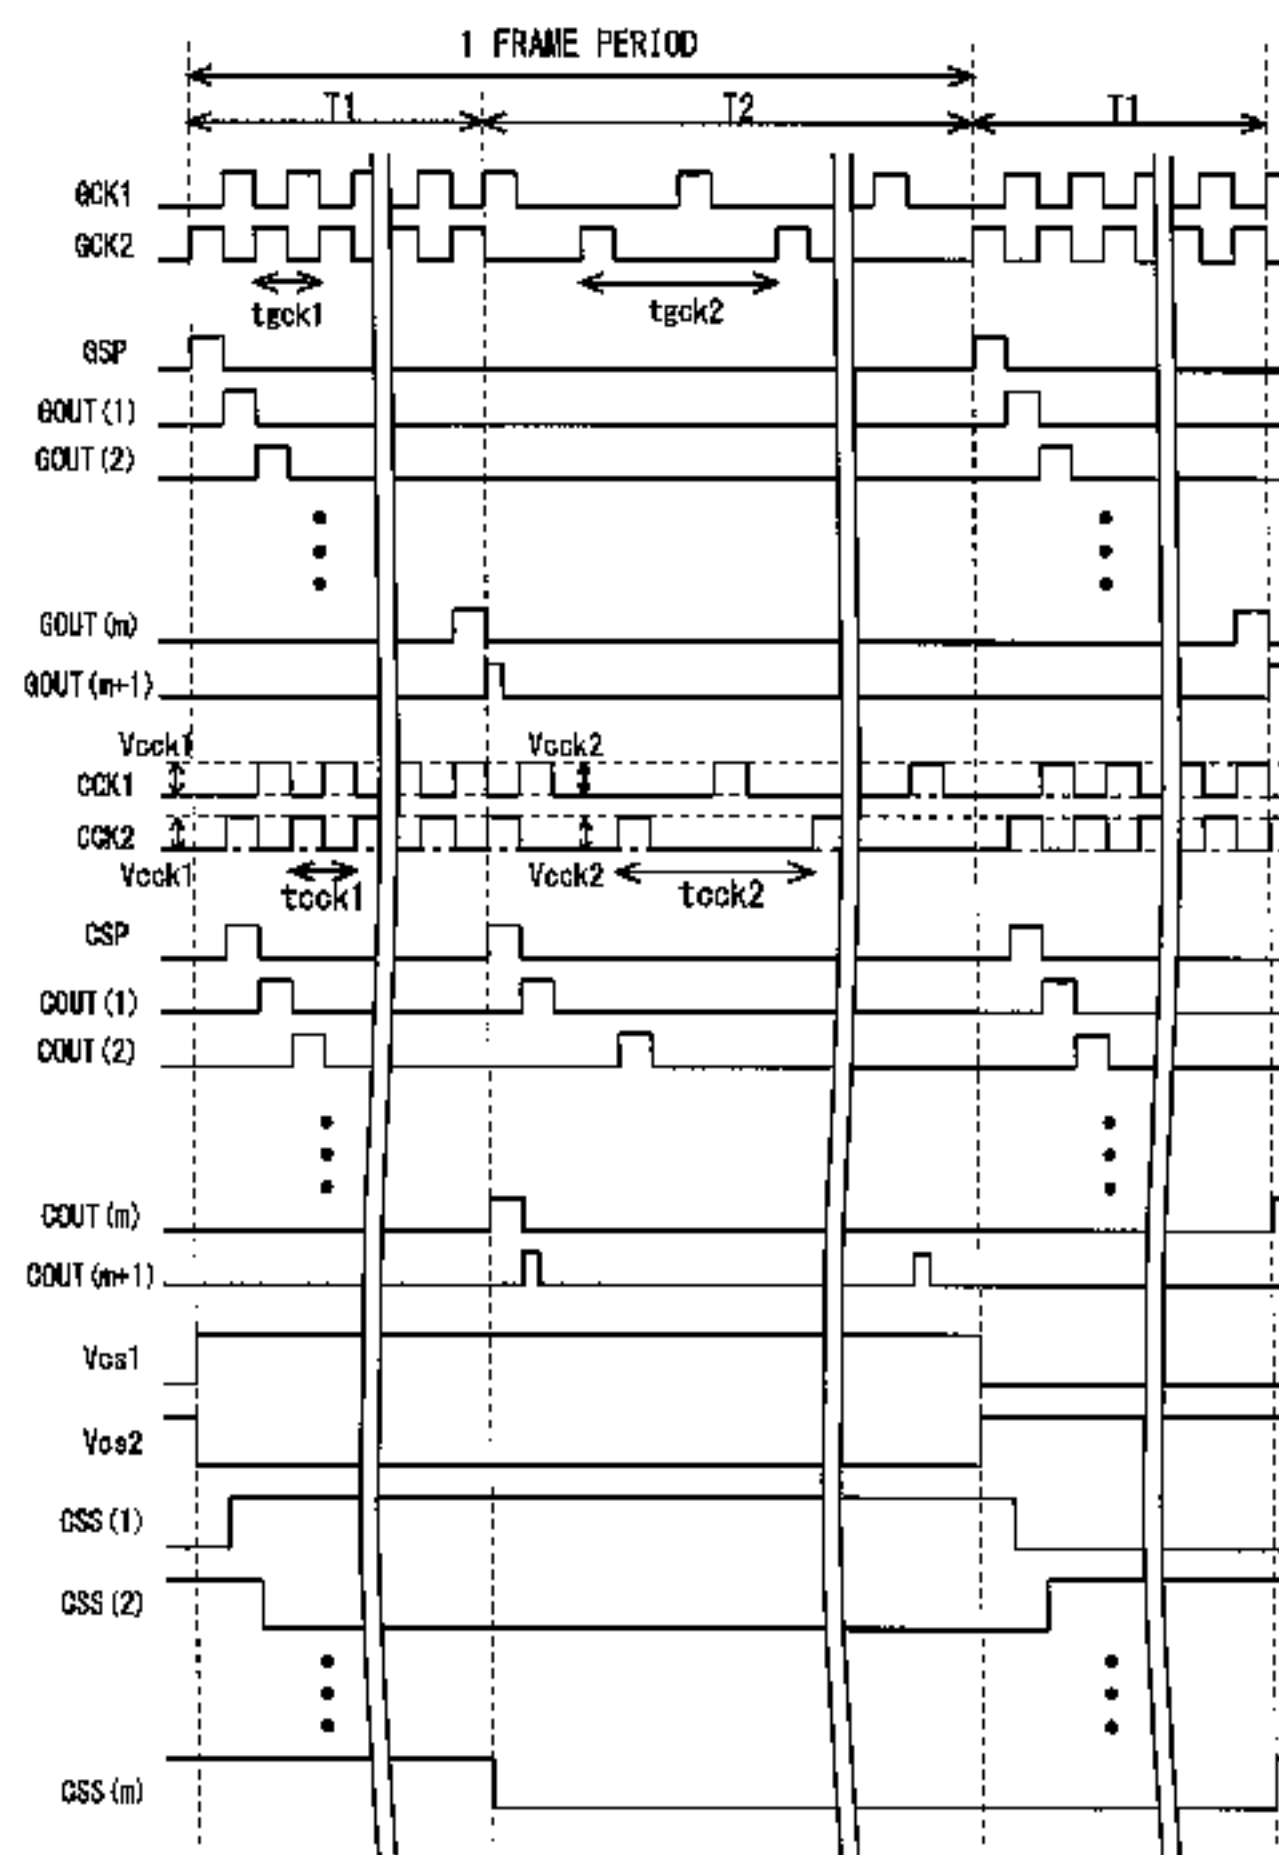 1 FRAME PERIOD
T1 T2 T1
GCK1
GCK2
tgck1 tgck2
GSP
GOUT(1)
GOUT(2)
GOUT(m)
GOUT(m+1)
Vcck1 Vcck2
CCK1
CCK2
Vcck1 tcck1 Vcck2 tcck2
CSP
COUT(1)
COUT(2)
COUT(m)
COUT(m+1)
Vcs1
Vcs2
CSS(1)
CSS(2)
CSS(m)